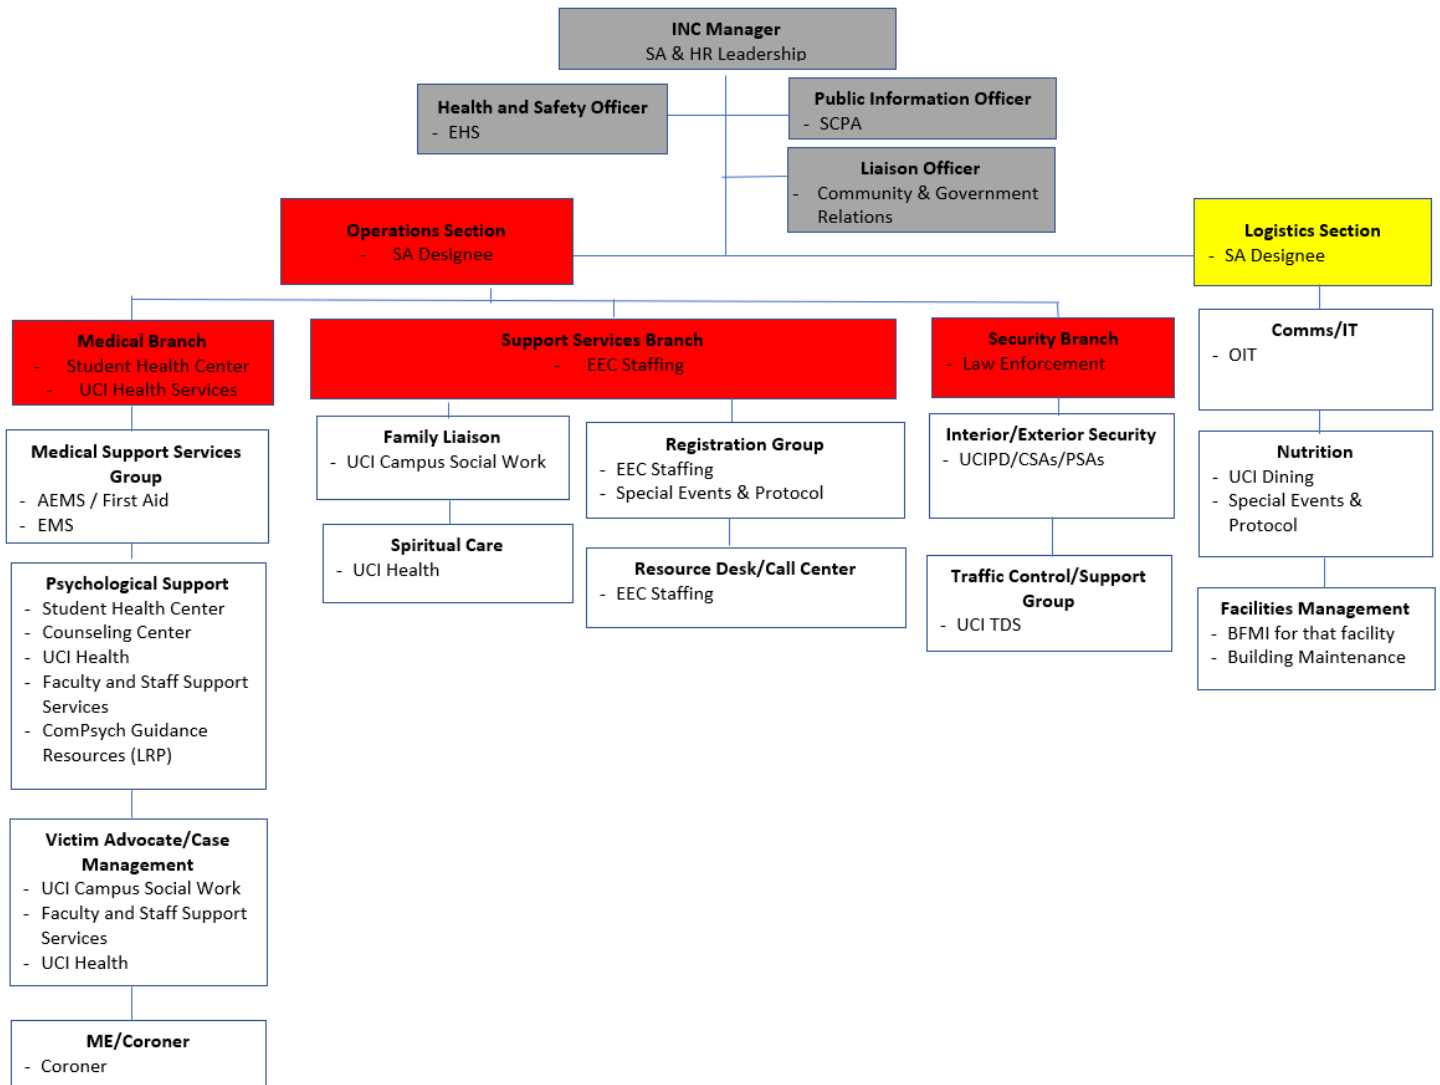 INC Manager
SA & HR Leadership
Health and Safety Officer
- EHS
Public Information Officer
- SCPA
Liaison Officer
- Community & Government
Relations
Operations Section
- SA Designee
Logistics Section
- SA Designee
Medical Branch
- Student Health Center
- UCI Health Services
Support Services Branch
- EEC Staffing
Security Branch
- Law Enforcement
Comms/IT
- OIT
Medical Support Services
Group
- AEMS / First Aid
- EMS
Family Liaison
- UCI Campus Social Work
Registration Group
- EEC Staffing
- Special Events & Protocol
Interior/Exterior Security
- UCIPD/CSAs/PSAs
Nutrition
- UCI Dining
- Special Events &
Protocol
Spiritual Care
- UCI Health
Resource Desk/Call Center
- EEC Staffing
Traffic Control/Support
Group
- UCI TDS
Facilities Management
- BFMI for that facility
- Building Maintenance
Psychological Support
- Student Health Center
- Counseling Center
- UCI Health
- Faculty and Staff Support
Services
- ComPsych Guidance
Resources (LRP)
Victim Advocate/Case
Management
- UCI Campus Social Work
- Faculty and Staff Support
Services
- UCI Health
ME/Coroner
- Coroner